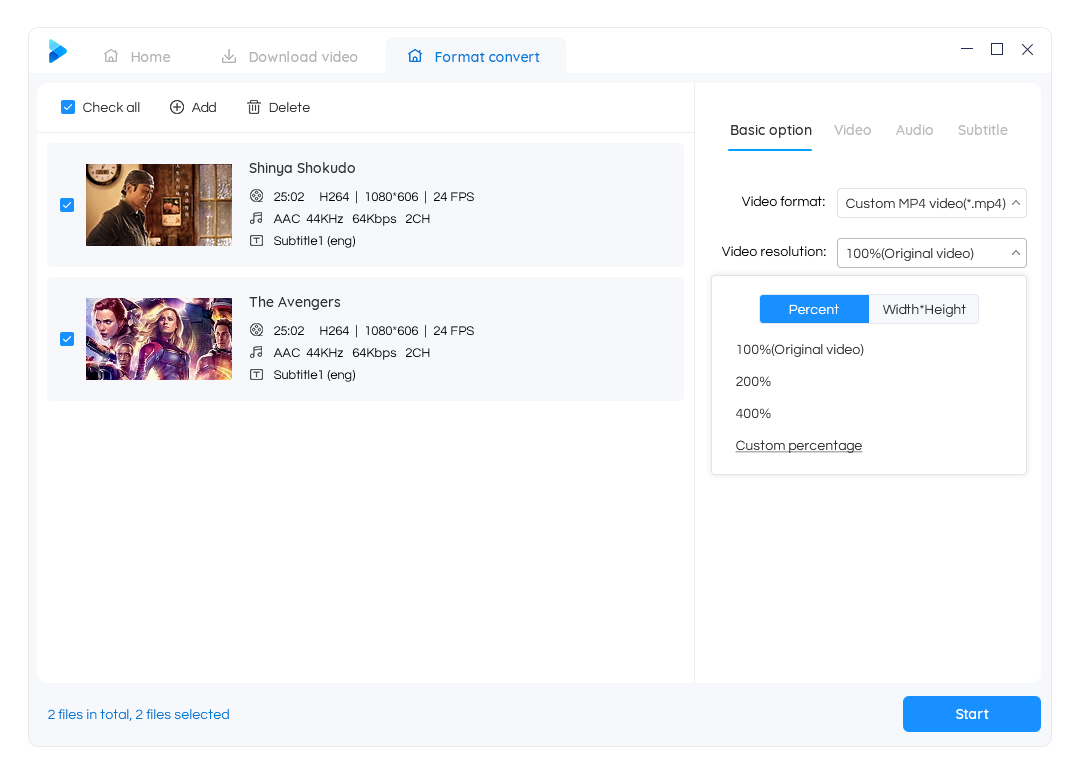 Home
Download video
Format convert
Check all
Add
Delete
Shinya Shokudo
25:02 H264 | 1080*606 | 24 FPS
AAC 44KHz 64Kbps 2CH
Subtitle1 (eng)
The Avengers
25:02 H264 | 1080*606 | 24 FPS
AAC 44KHz 64Kbps 2CH
Subtitle1 (eng)
Basic option Video Audio Subtitle
Video format: Custom MP4 video(*.mp4)
Video resolution: 100%(Original video)
Percent Width*Height
100%(Original video)
200%
400%
Custom percentage
2 files in total, 2 files selected
Start